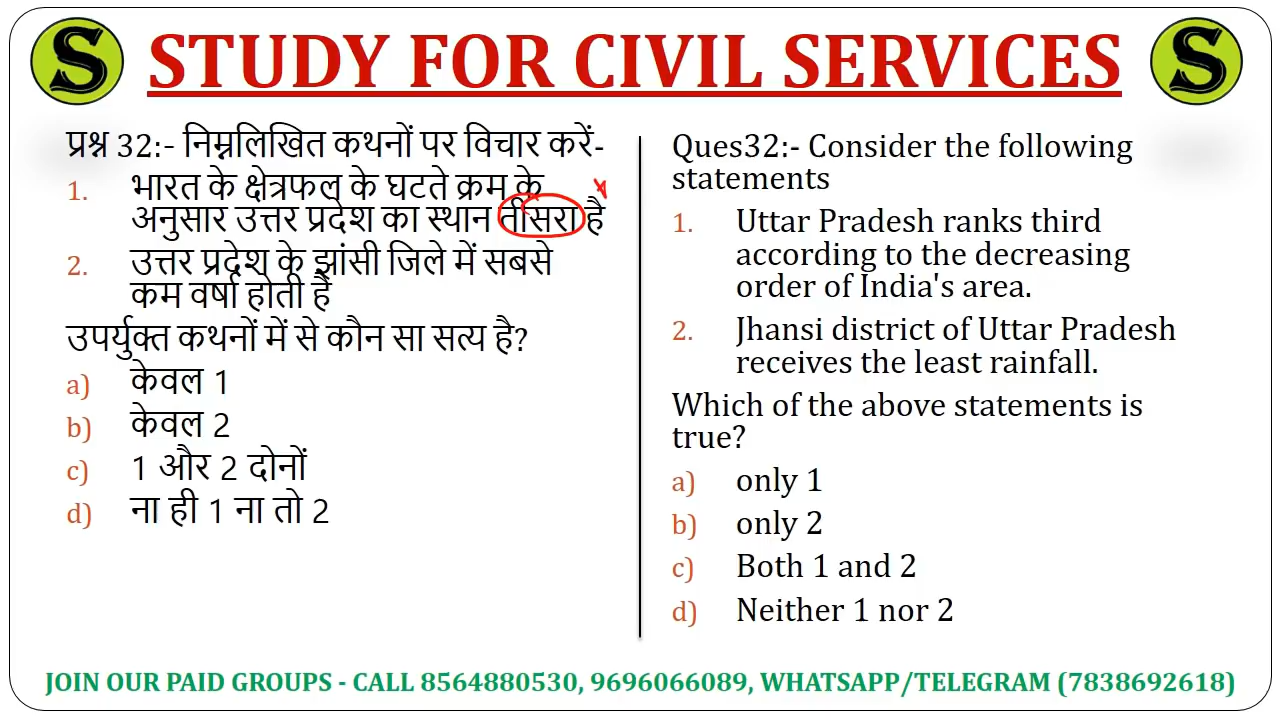 S STUDY FOR CIVIL SERVICES S
प्रश्न 32:- निम्नलिखित कथनों पर विचार करें-
1. भारत के क्षेत्रफल के घटते क्रम के
अनुसार उत्तर प्रदेश का स्थान तीसरा है
2. उत्तर प्रदेश के झांसी जिले में सबसे
कम वर्षा होती है
उपर्युक्त कथनों में से कौन सा सत्य है?
a) केवल 1
b) केवल 2
c) 1 और 2 दोनों
d) ना ही 1 ना तो 2
Ques32:- Consider the following
statements
1. Uttar Pradesh ranks third
according to the decreasing
order of India's area.
2. Jhansi district of Uttar Pradesh
receives the least rainfall.
Which of the above statements is
true?
a) only 1
b) only 2
c) Both 1 and 2
d) Neither 1 nor 2
JOIN OUR PAID GROUPS - CALL 8564880530, 9696066089, WHATSAPP/TELEGRAM (7838692618)